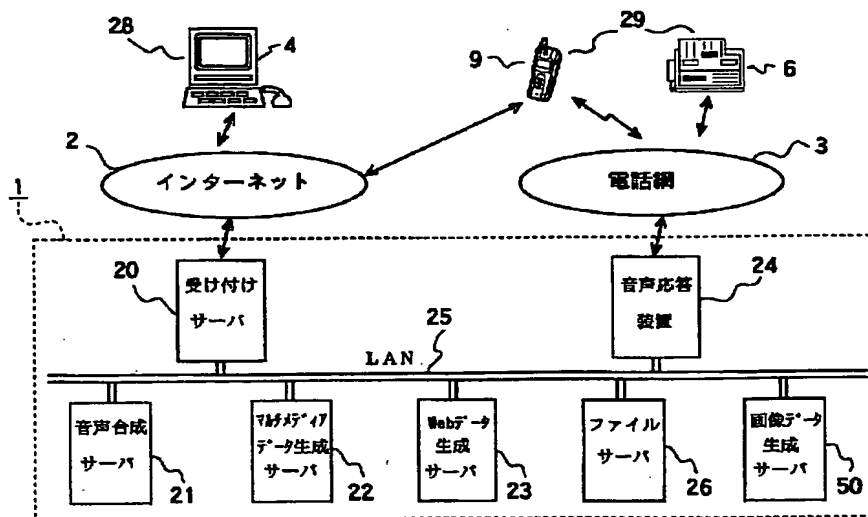 28
4
9
29
6
2
インターネット
電話網
3
1
20
受け付け
サーバ
音声応答
装置
24
LAN
25
音声合成
サーバ
21
マルチメディア
データ生成
サーバ
22
Webデータ
生成
サーバ
23
ファイル
サーバ
26
画像データ
生成
サーバ
50